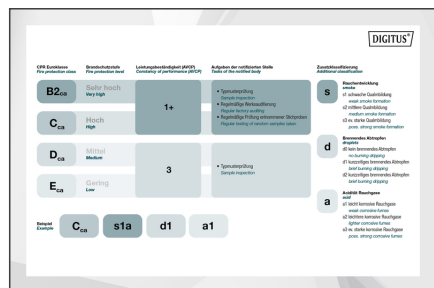 DIGITUS®
CPR Euroklasse
Fire protection class
Brandschutzstufe
Fire protection level
Leistungsbeständigkeit (AVCP)
Constancy of performance (AVCP)
Aufgaben der notifizierten Stelle
Tasks of the notified body
Zusatzklassifizierung
Additional classification
B2ca
Sehr hoch
Very high
Cca
Hoch
High
1+
• Typmusterprüfung
Sample inspection
• Regelmäßige Werksauditierung
Regular factory auditing
• Regelmäßige Prüfung entnommener Stichproben
Regular testing of random samples taken
Dca
Mittel
Medium
Eca
Gering
Low
3
• Typmusterprüfung
Sample inspection
s
Rauchentwicklung
smoke
s1 schwache Qualmbildung
weak smoke formation
s2 mittlere Qualmbildung
medium smoke formation
s3 ev. starke Qualmbildung
poss. strong smoke formation
d
Brennendes Abtropfen
droplets
d0 kein brennendes Abtropfen
no burning dripping
d1 kurzzeitiges brennendes Abtropfen
brief burning dripping
d2 kurzzeitiges brennendes Abtropfen
brief burning dripping
a
Acidität Rauchgase
acid
a1 leicht korrosive Rauchgase
weak corrosive fumes
a2 leichtere korrosive Rauchgase
lighter corrosive fumes
a3 ev. starke korrosive Rauchgase
poss. strong corrosive fumes
Beispiel
Example
Cca
s1a
d1
a1